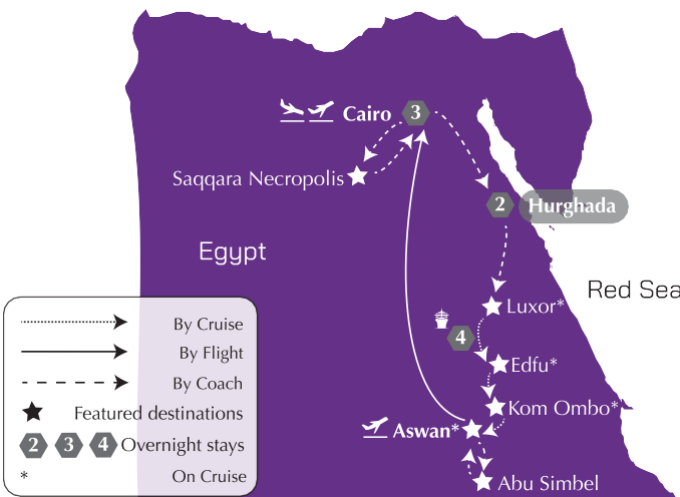 Cairo 3
Saqqara Necropolis
2 Hurghada
Egypt
Red Sea
Luxor*
4
Edfu*
Kom Ombo*
Aswan*
Abu Simbel
By Cruise
By Flight
By Coach
Featured destinations
2 3 4 Overnight stays
* On Cruise